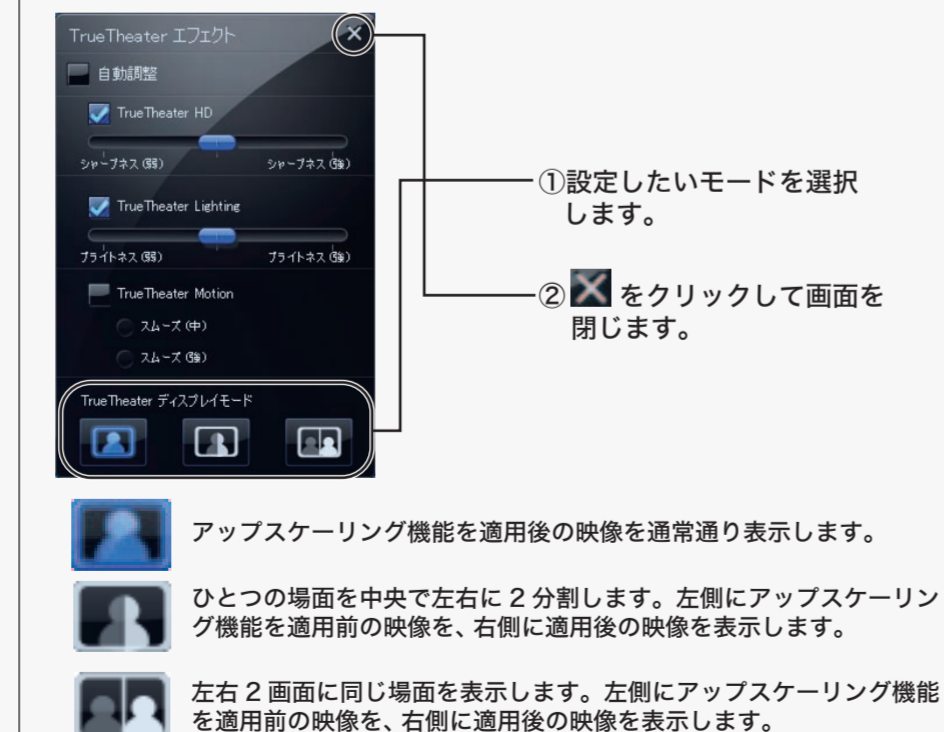 TrueTheater エフェクト
自動調整
TrueTheater HD
シャープネス (弱)
シャープネス (強)
TrueTheater Lighting
ブライトネス (弱)
ブライトネス (強)
TrueTheater Motion
スムーズ (中)
スムーズ (強)
TrueTheater ディスプレイモード
①設定したいモードを選択
します。
② をクリックして画面を
閉じます。
アップスケーリング機能を適用後の映像を通常通り表示します。
ひとつの場面を中央で左右に 2 分割します。左側にアップスケーリン
グ機能を適用前の映像を、右側に適用後の映像を表示します。
左右 2 画面に同じ場面を表示します。左側にアップスケーリング機能
を適用前の映像を、右側に適用後の映像を表示します。